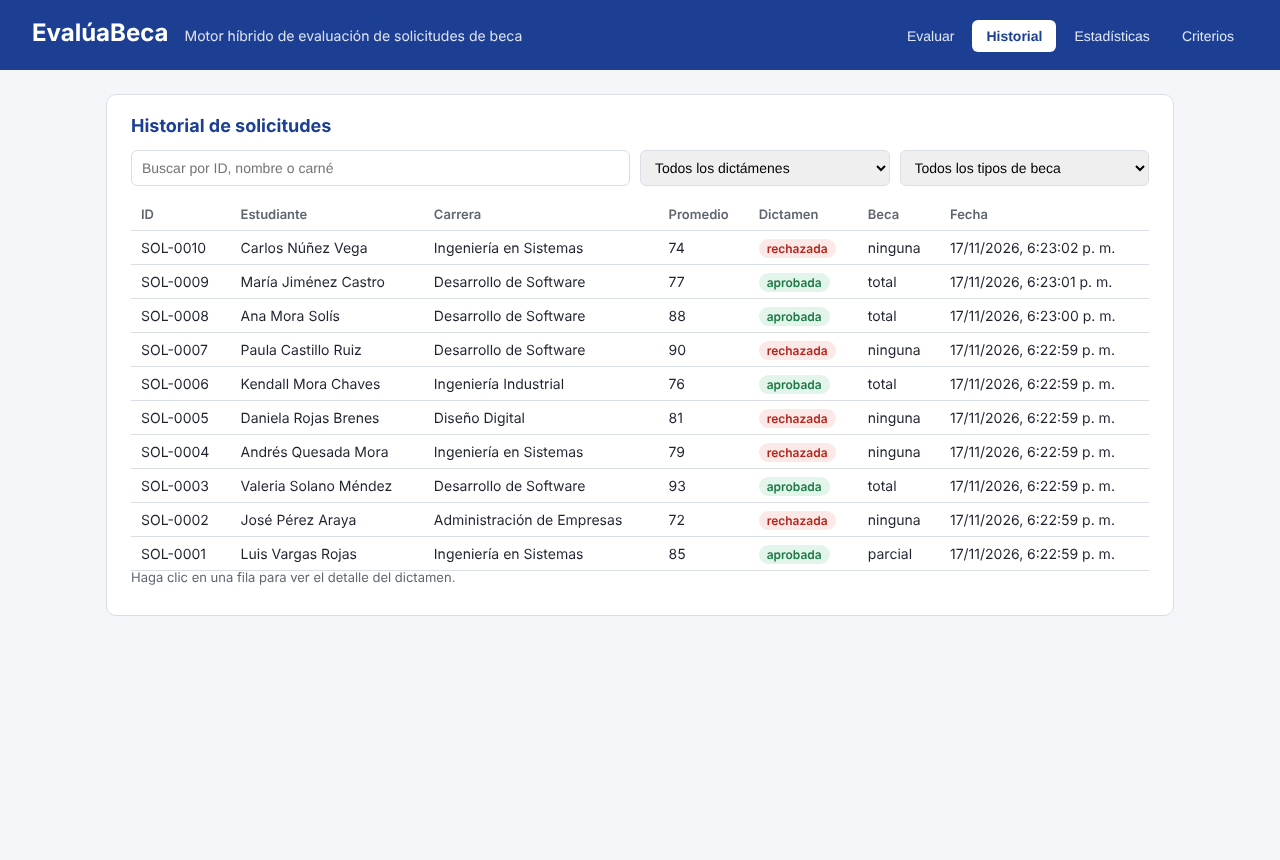 EvalúaBeca Motor híbrido de evaluación de solicitudes de beca Evaluar Historial Estadísticas Criterios
Historial de solicitudes
Buscar por ID, nombre o carné Todos los dictámenes Todos los tipos de beca
ID Estudiante Carrera Promedio Dictamen Beca Fecha
SOL-0010 Carlos Núñez Vega Ingeniería en Sistemas 74 rechazada ninguna 17/11/2026, 6:23:02 p. m.
SOL-0009 María Jiménez Castro Desarrollo de Software 77 aprobada total 17/11/2026, 6:23:01 p. m.
SOL-0008 Ana Mora Solís Desarrollo de Software 88 aprobada total 17/11/2026, 6:23:00 p. m.
SOL-0007 Paula Castillo Ruiz Desarrollo de Software 90 rechazada ninguna 17/11/2026, 6:22:59 p. m.
SOL-0006 Kendall Mora Chaves Ingeniería Industrial 76 aprobada total 17/11/2026, 6:22:59 p. m.
SOL-0005 Daniela Rojas Brenes Diseño Digital 81 rechazada ninguna 17/11/2026, 6:22:59 p. m.
SOL-0004 Andrés Quesada Mora Ingeniería en Sistemas 79 rechazada ninguna 17/11/2026, 6:22:59 p. m.
SOL-0003 Valeria Solano Méndez Desarrollo de Software 93 aprobada total 17/11/2026, 6:22:59 p. m.
SOL-0002 José Pérez Araya Administración de Empresas 72 rechazada ninguna 17/11/2026, 6:22:59 p. m.
SOL-0001 Luis Vargas Rojas Ingeniería en Sistemas 85 aprobada parcial 17/11/2026, 6:22:59 p. m.
Haga clic en una fila para ver el detalle del dictamen.